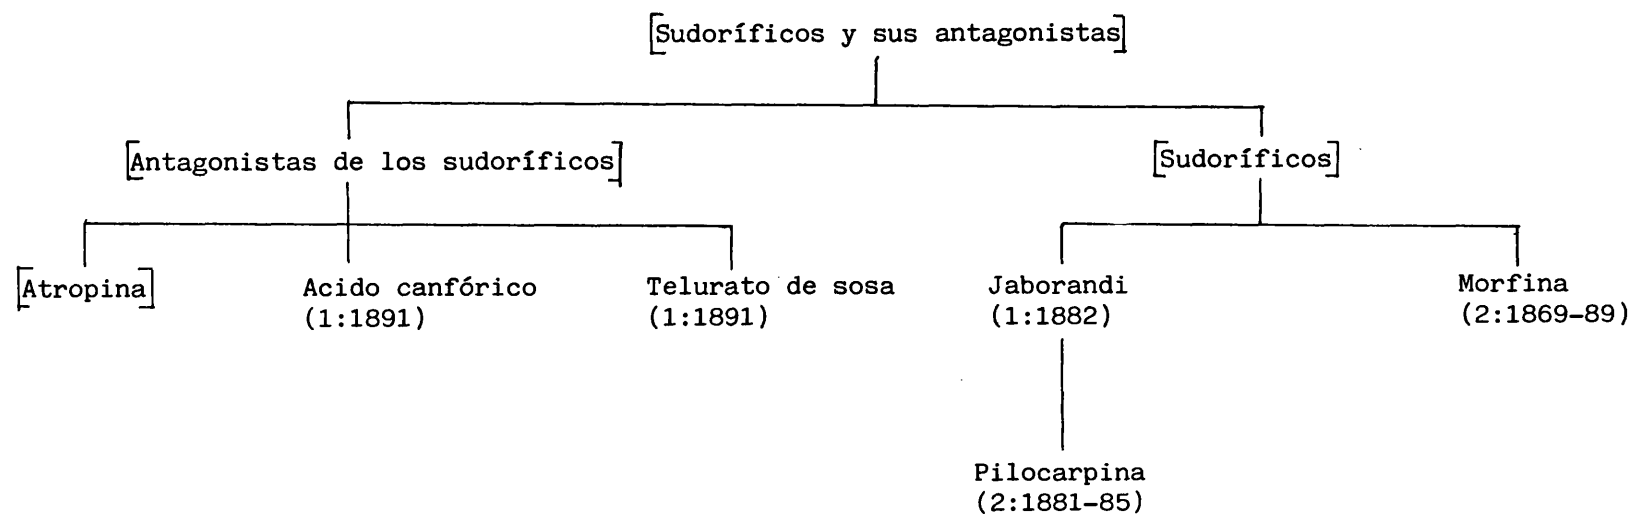 [Sudoríficos y sus antagonistas]
[Antagonistas de los sudoríficos]
[Sudoríficos]
[Atropina]
Acido canfórico
(1:1891)
Telurato de sosa
(1:1891)
Jaborandi
(1:1882)
Morfina
(2:1869-89)
Pilocarpina
(2:1881-85)